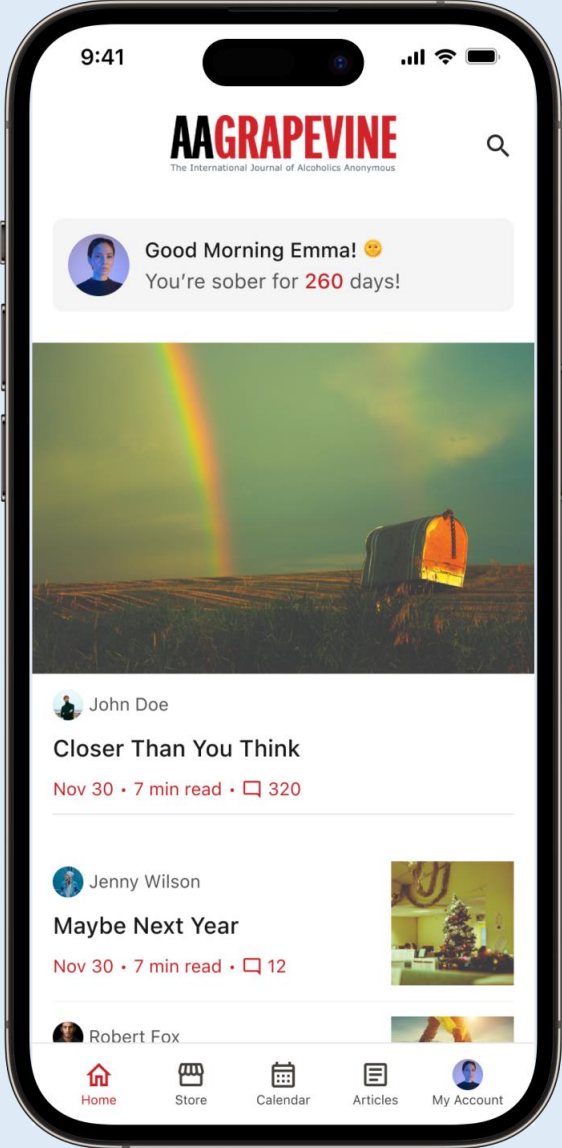 9:41
AAGRAPEVINE
The International Journal of Alcoholics Anonymous
Good Morning Emma! 🙂
You’re sober for 260 days!
John Doe
Closer Than You Think
Nov 30 • 7 min read • 320
Jenny Wilson
Maybe Next Year
Nov 30 • 7 min read • 12
Robert Fox
Home
Store
Calendar
Articles
My Account